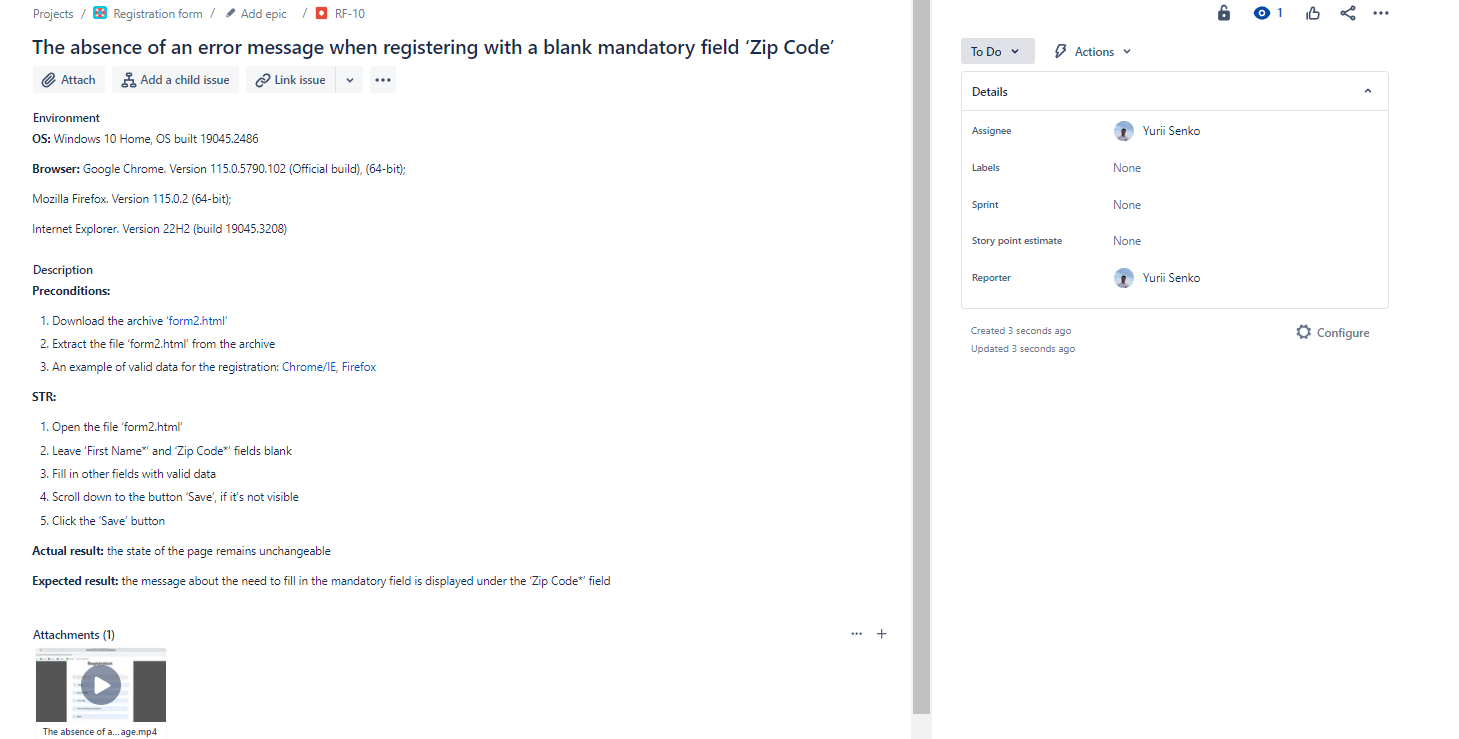 Projects / Registration form / Add epic / RF-10
The absence of an error message when registering with a blank mandatory field ‘Zip Code’
Attach Add a child issue Link issue
Environment
OS: Windows 10 Home, OS built 19045.2486
Browser: Google Chrome. Version 115.0.5790.102 (Official build), (64-bit);
Mozilla Firefox. Version 115.0.2 (64-bit);
Internet Explorer. Version 22H2 (build 19045.3208)
Description
Preconditions:
1. Download the archive ‘form2.html’
2. Extract the file ‘form2.html’ from the archive
3. An example of valid data for the registration: Chrome/IE, Firefox
STR:
1. Open the file ‘form2.html’
2. Leave ‘First Name*’ and ‘Zip Code*’ fields blank
3. Fill in other fields with valid data
4. Scroll down to the button ‘Save’, if it’s not visible
5. Click the ‘Save’ button
Actual result: the state of the page remains unchangeable
Expected result: the message about the need to fill in the mandatory field is displayed under the ‘Zip Code*’ field
Attachments (1)
Registration
The absence of a...age.mp4
1
To Do Actions
Details
Assignee Yurii Senko
Labels None
Sprint None
Story point estimate None
Reporter Yurii Senko
Created 3 seconds ago
Configure
Updated 3 seconds ago